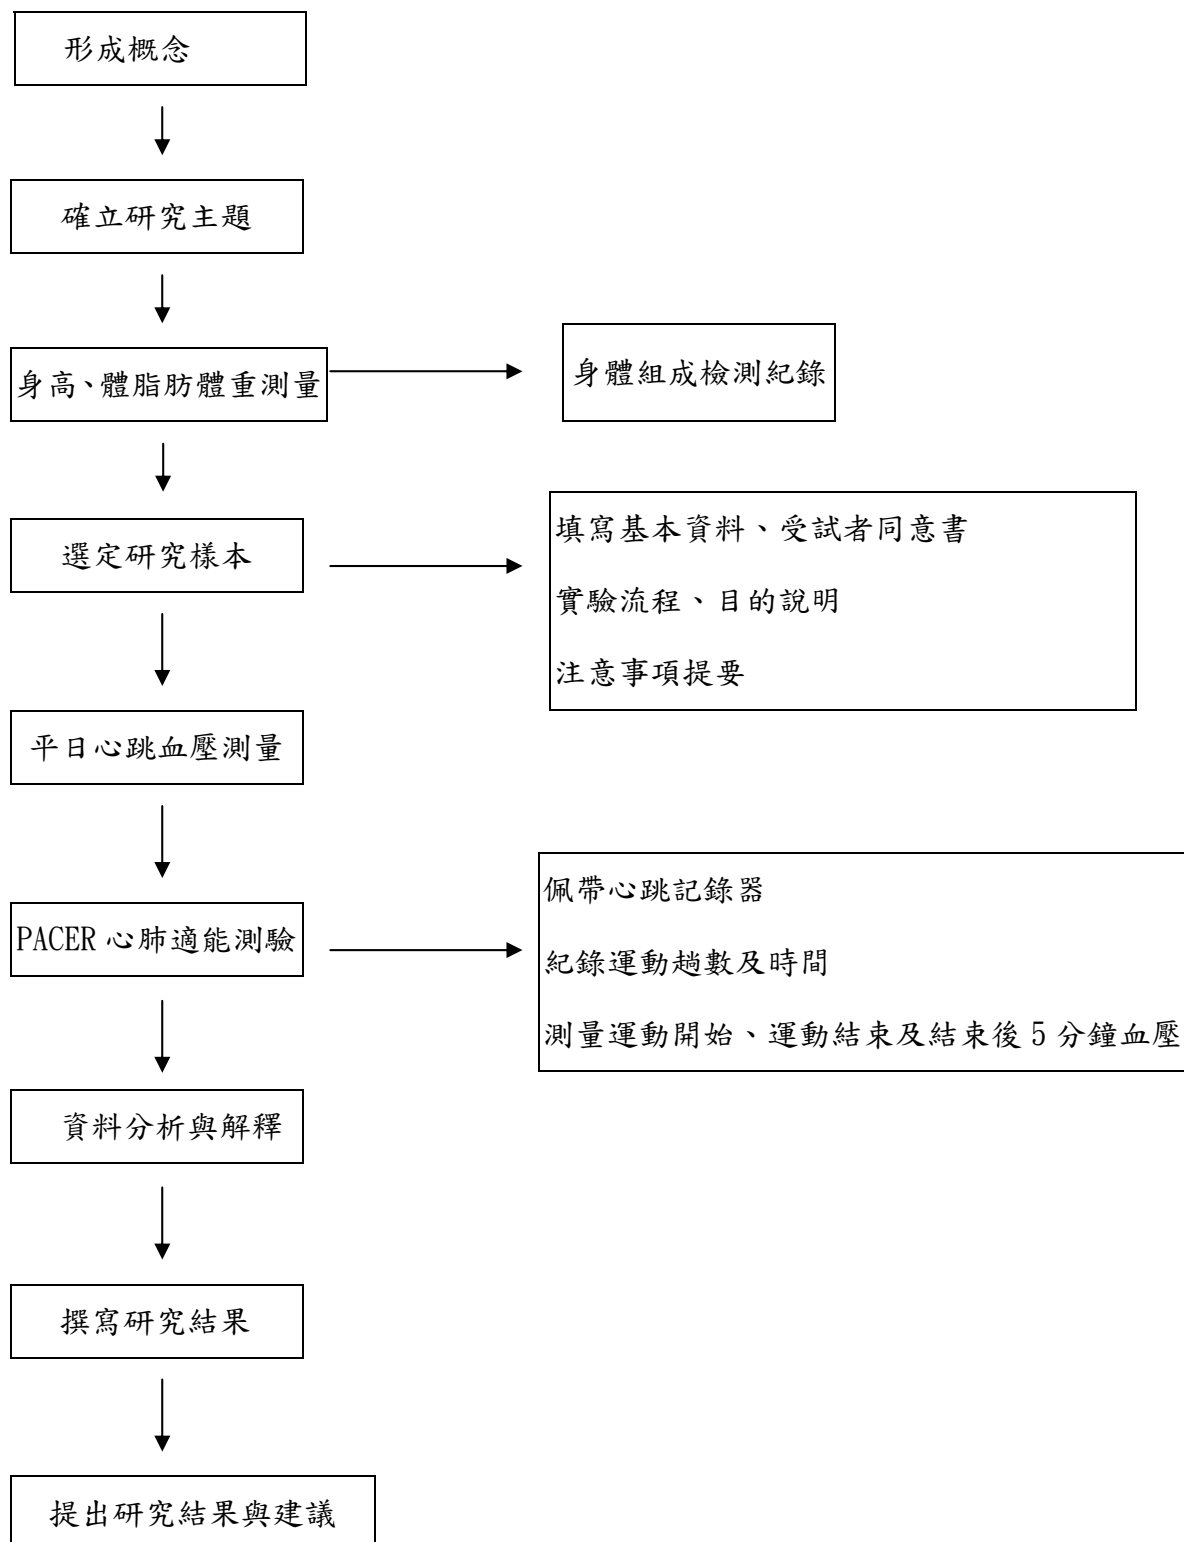 形成概念
確立研究主題
身高、體脂肪體重測量
身體組成檢測紀錄
選定研究樣本
填寫基本資料、受試者同意書
實驗流程、目的說明
注意事項提要
平日心跳血壓測量
PACER 心肺適能測驗
佩帶心跳記錄器
紀錄運動趟數及時間
測量運動開始、運動結束及結束後 5 分鐘血壓
資料分析與解釋
撰寫研究結果
提出研究結果與建議